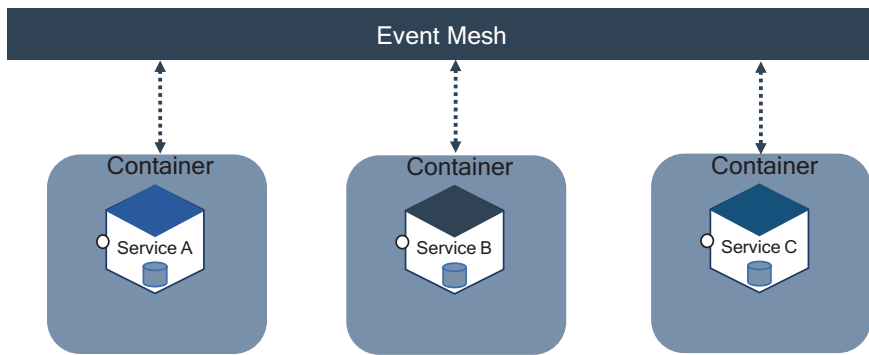 Event Mesh
Container
Container
Container
Service A
Service B
Service C